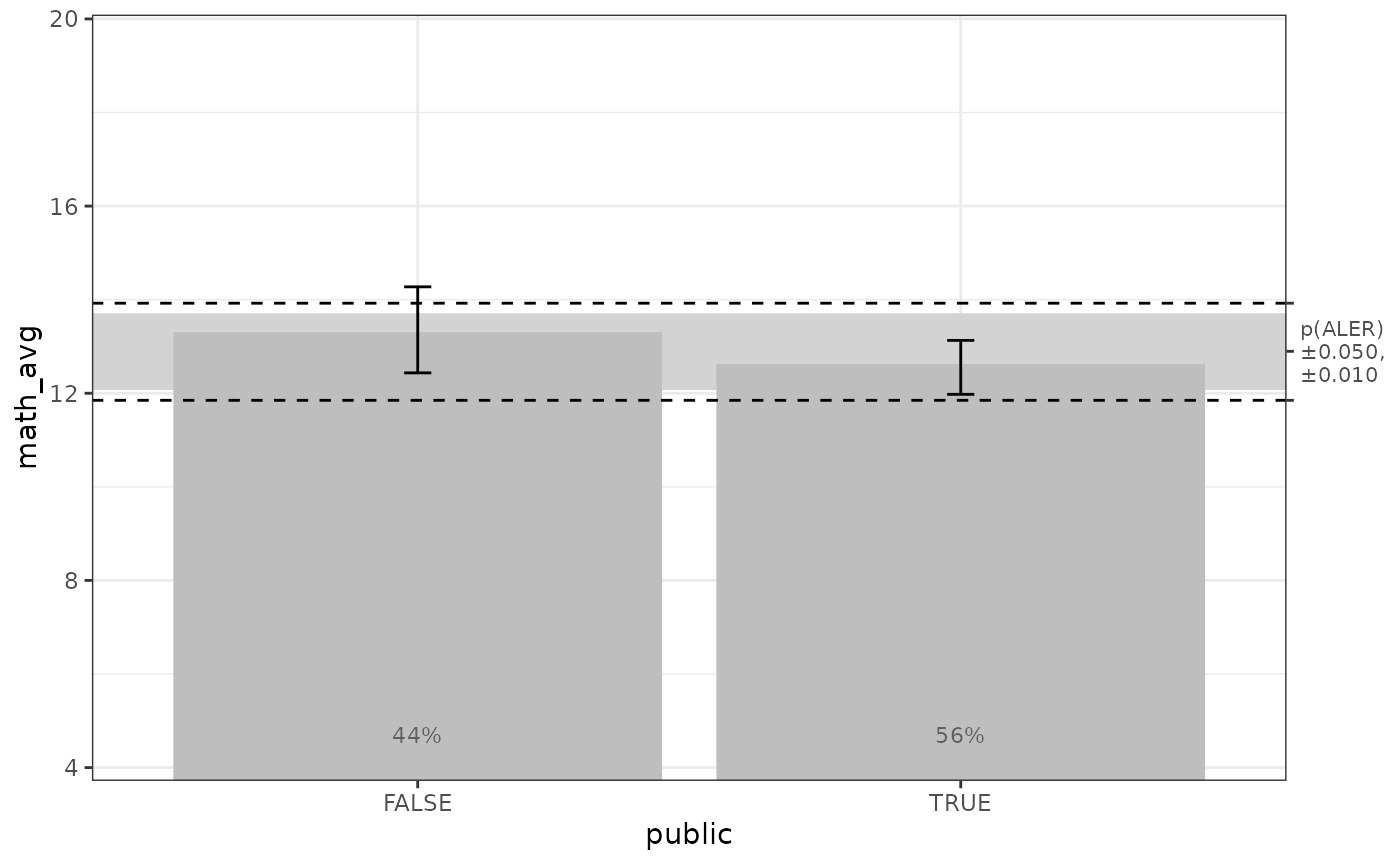 20
16
12
8
4
math_avg
p(ALER)
±0.050,
±0.010
44%
56%
FALSE
TRUE
public